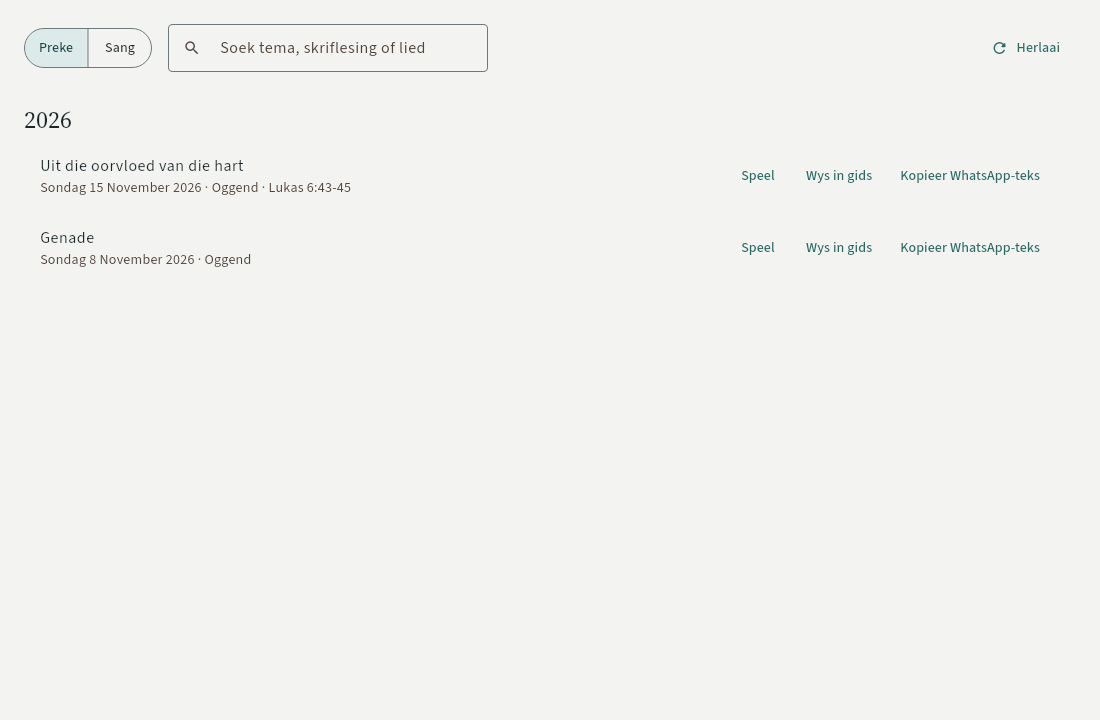 Preke
Sang
Soek tema, skriflesing of lied
Herlaai
2026
Uit die oorvloed van die hart
Sondag 15 November 2026 · Oggend · Lukas 6:43-45
Speel
Wys in gids
Kopieer WhatsApp-teks
Genade
Sondag 8 November 2026 · Oggend
Speel
Wys in gids
Kopieer WhatsApp-teks